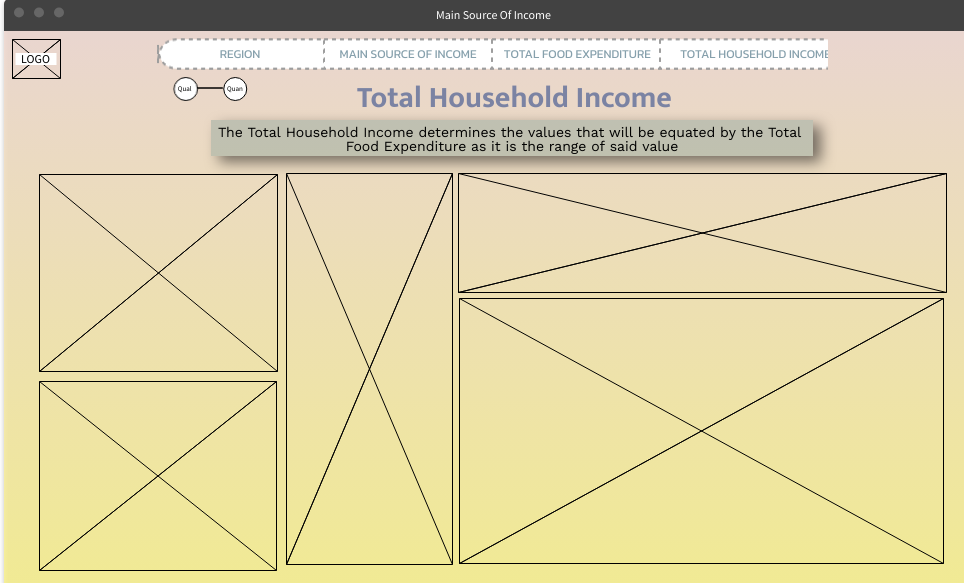 Main Source Of Income
LOGO
REGION
MAIN SOURCE OF INCOME
TOTAL FOOD EXPENDITURE
TOTAL HOUSEHOLD INCOME
Qual
Quan
Total Household Income
The Total Household Income determines the values that will be equated by the Total
Food Expenditure as it is the range of said value